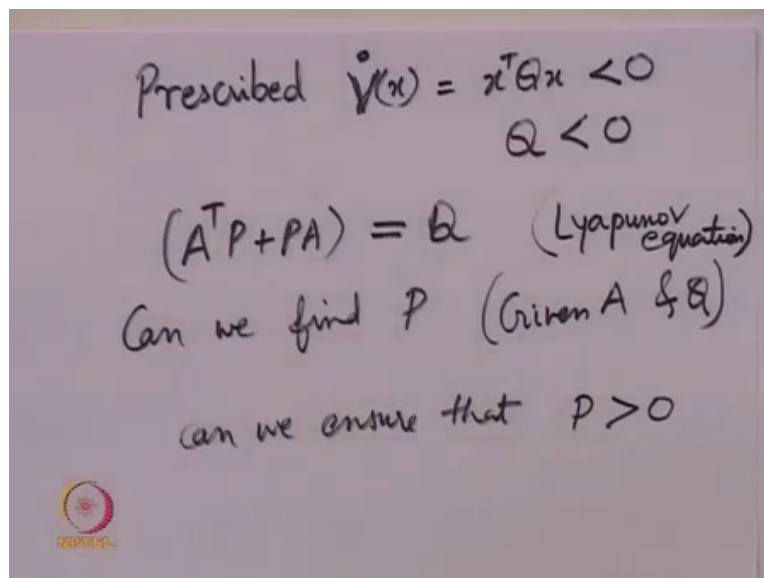 Prescribed V̇(x) = xᵀQx < 0
Q < 0
(AᵀP + PA) = Q (Lyapunov equation)
Can we find P (Given A & Q)
can we ensure that P > 0
NPTEL